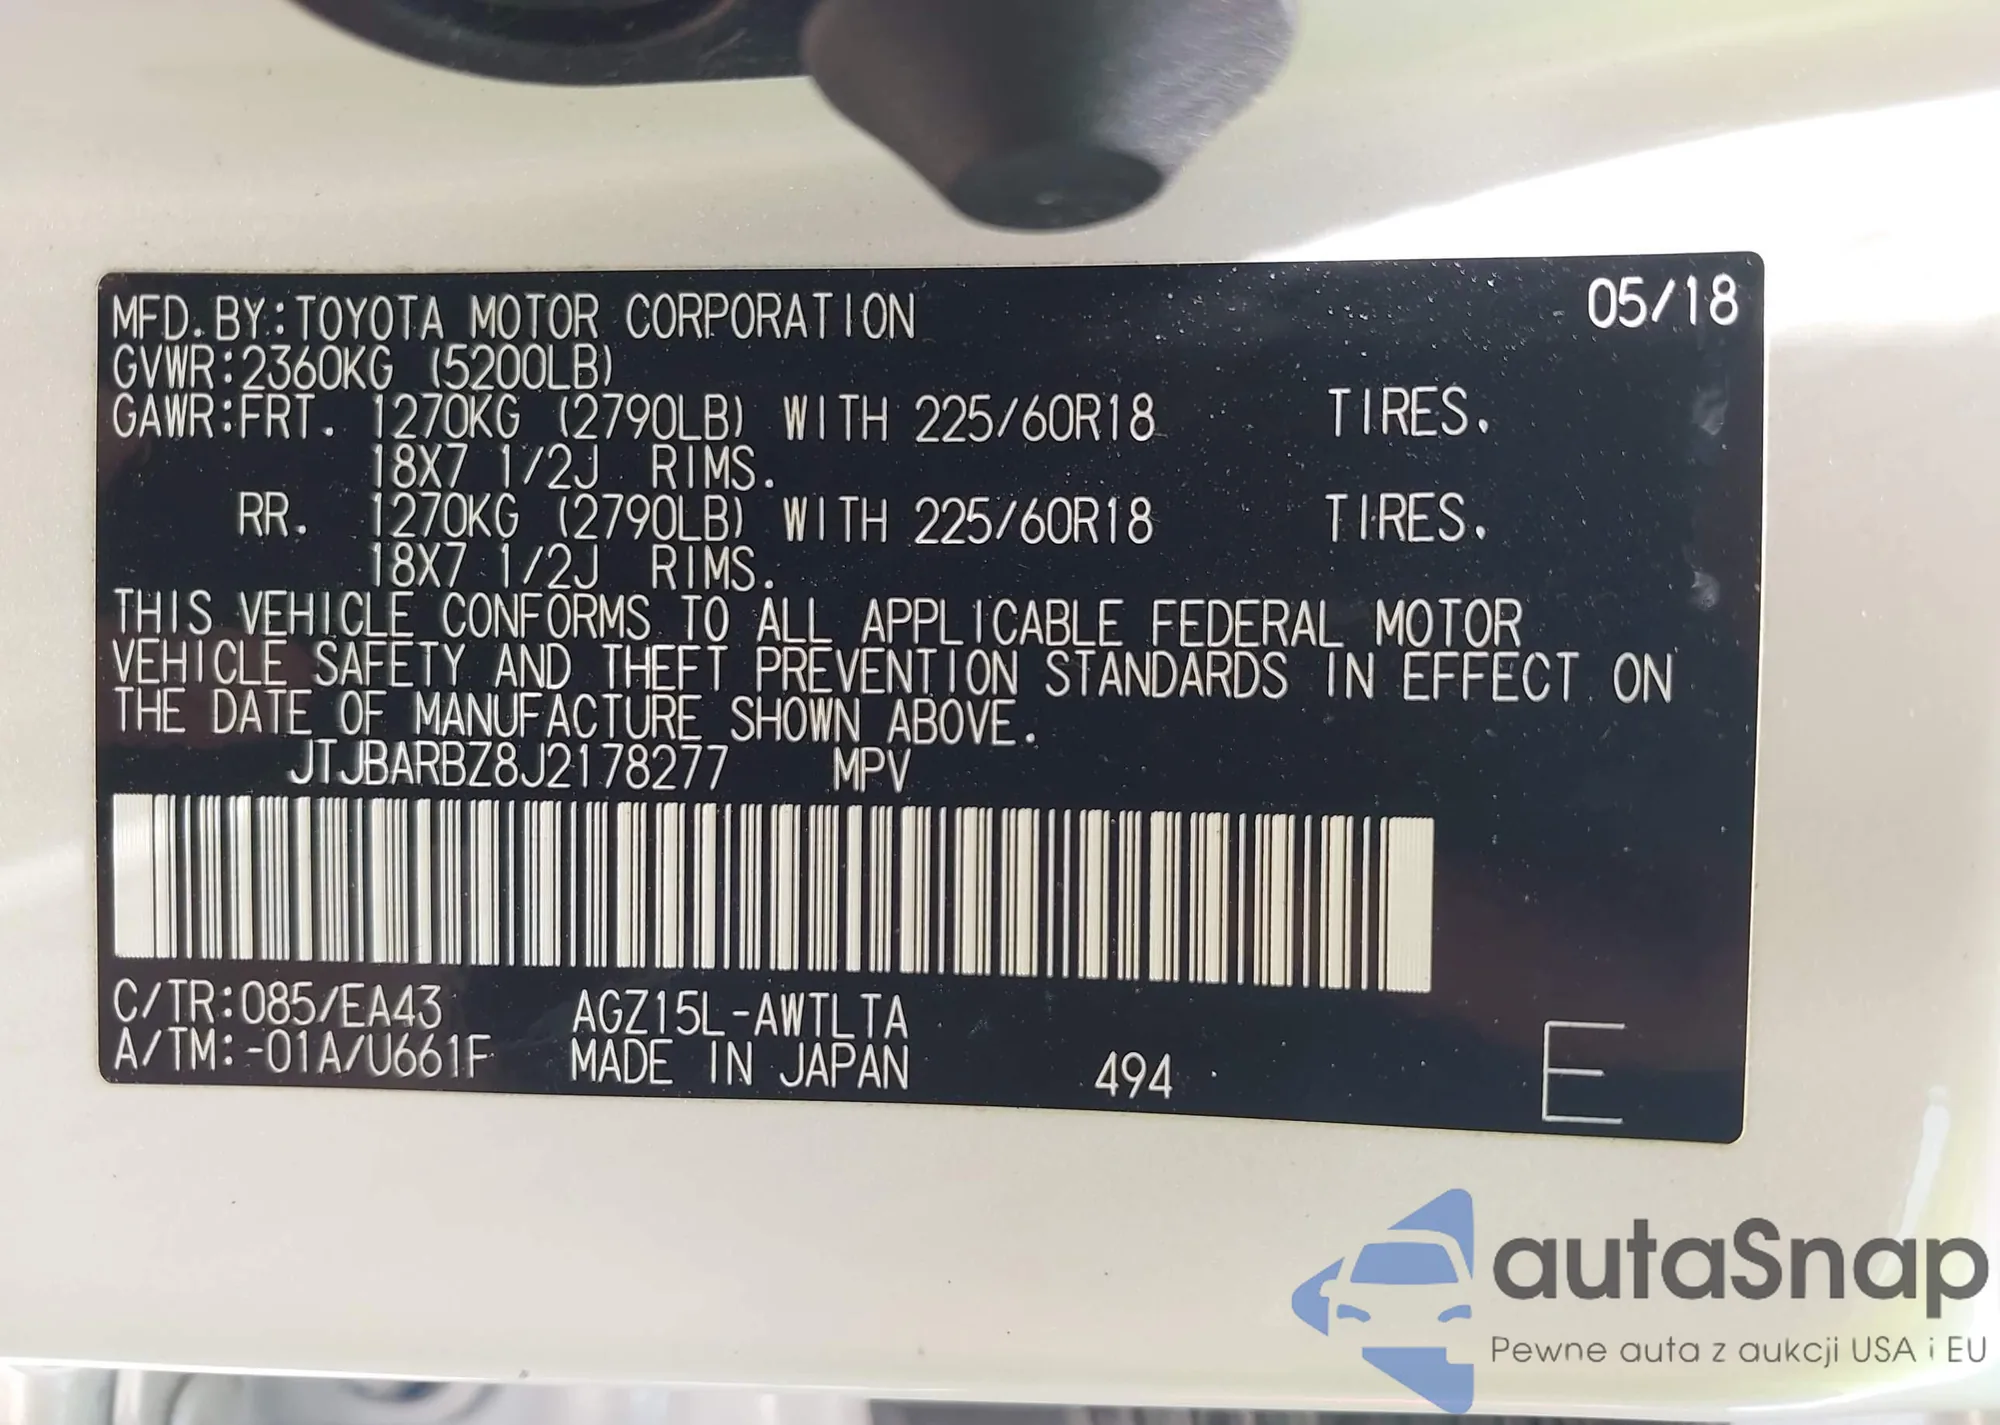 MFD. BY: TOYOTA MOTOR CORPORATION 05/18
GVWR: 2360KG (5200LB)
GAWR: FRT. 1270KG (2790LB) WITH 225/60R18 TIRES.
18X7 1/2J RIMS.
RR. 1270KG (2790LB) WITH 225/60R18 TIRES.
18X7 1/2J RIMS.
THIS VEHICLE CONFORMS TO ALL APPLICABLE FEDERAL MOTOR
VEHICLE SAFETY AND THEFT PREVENTION STANDARDS IN EFFECT ON
THE DATE OF MANUFACTURE SHOWN ABOVE.
JTJBARBZ8J2178277 MPV
C/TR: 085/EA43 AGZ15L-AWTLTA
A/TM: -01A/U661F MADE IN JAPAN 494 E
autaSnap
Pewne auta z aukcji USA i EU